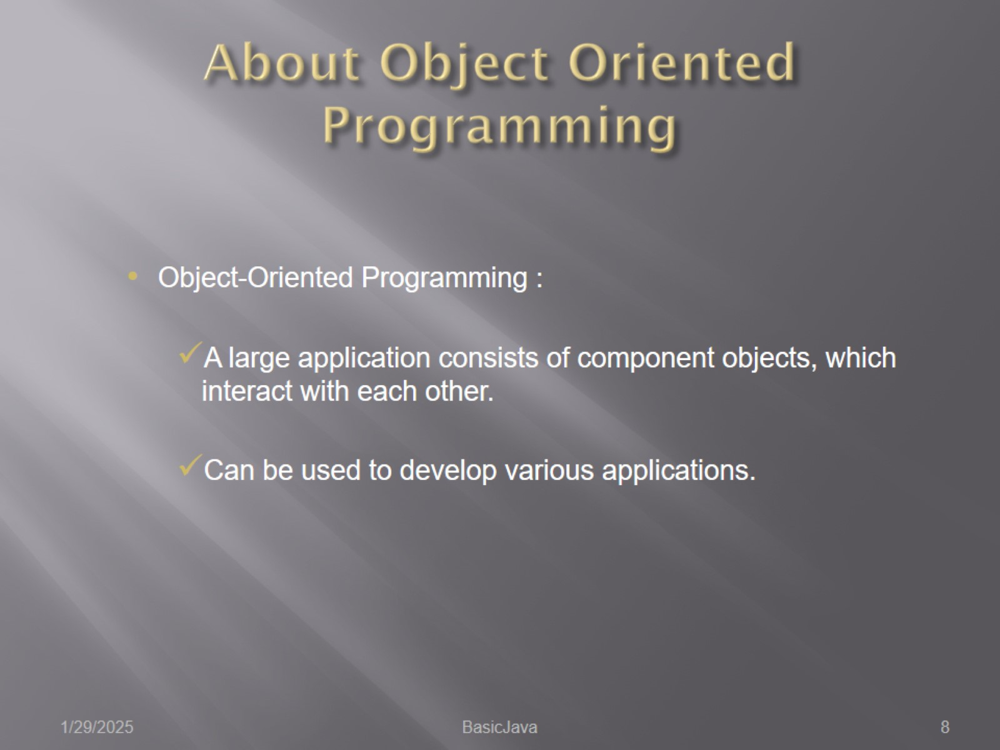 About Object Oriented
Programming
• Object-Oriented Programming :
✓A large application consists of component objects, which
interact with each other.
✓Can be used to develop various applications.
1/29/2025
BasicJava
8